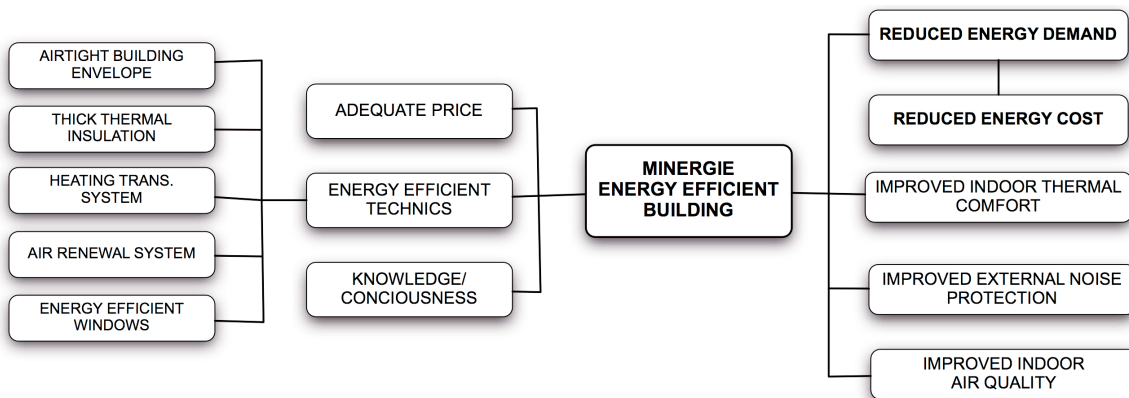 AIRTIGHT BUILDING
ENVELOPE
THICK THERMAL
INSULATION
HEATING TRANS.
SYSTEM
AIR RENEWAL SYSTEM
ENERGY EFFICIENT
WINDOWS
ADEQUATE PRICE
ENERGY EFFICIENT
TECHNICS
KNOWLEDGE/
CONCIOUSNESS
MINERGIE
ENERGY EFFICIENT
BUILDING
REDUCED ENERGY DEMAND
REDUCED ENERGY COST
IMPROVED INDOOR THERMAL
COMFORT
IMPROVED EXTERNAL NOISE
PROTECTION
IMPROVED INDOOR
AIR QUALITY